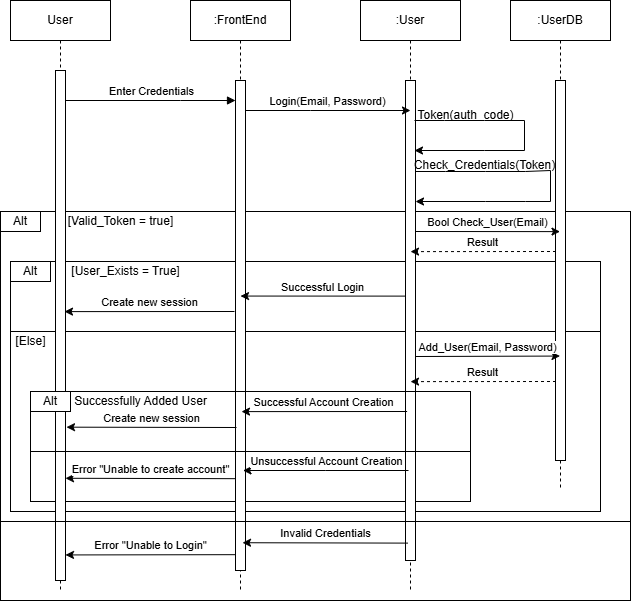 User
:FrontEnd
:User
:UserDB
Enter Credentials
Login(Email, Password)
Token(auth_code)
Check_Credentials(Token)
Alt
[Valid_Token = true]
Bool Check_User(Email)
Result
Alt
[User_Exists = True]
Successful Login
Create new session
[Else]
Add_User(Email, Password)
Result
Alt
Successfully Added User
Successful Account Creation
Create new session
Unsuccessful Account Creation
Error "Unable to create account"
Invalid Credentials
Error "Unable to Login"